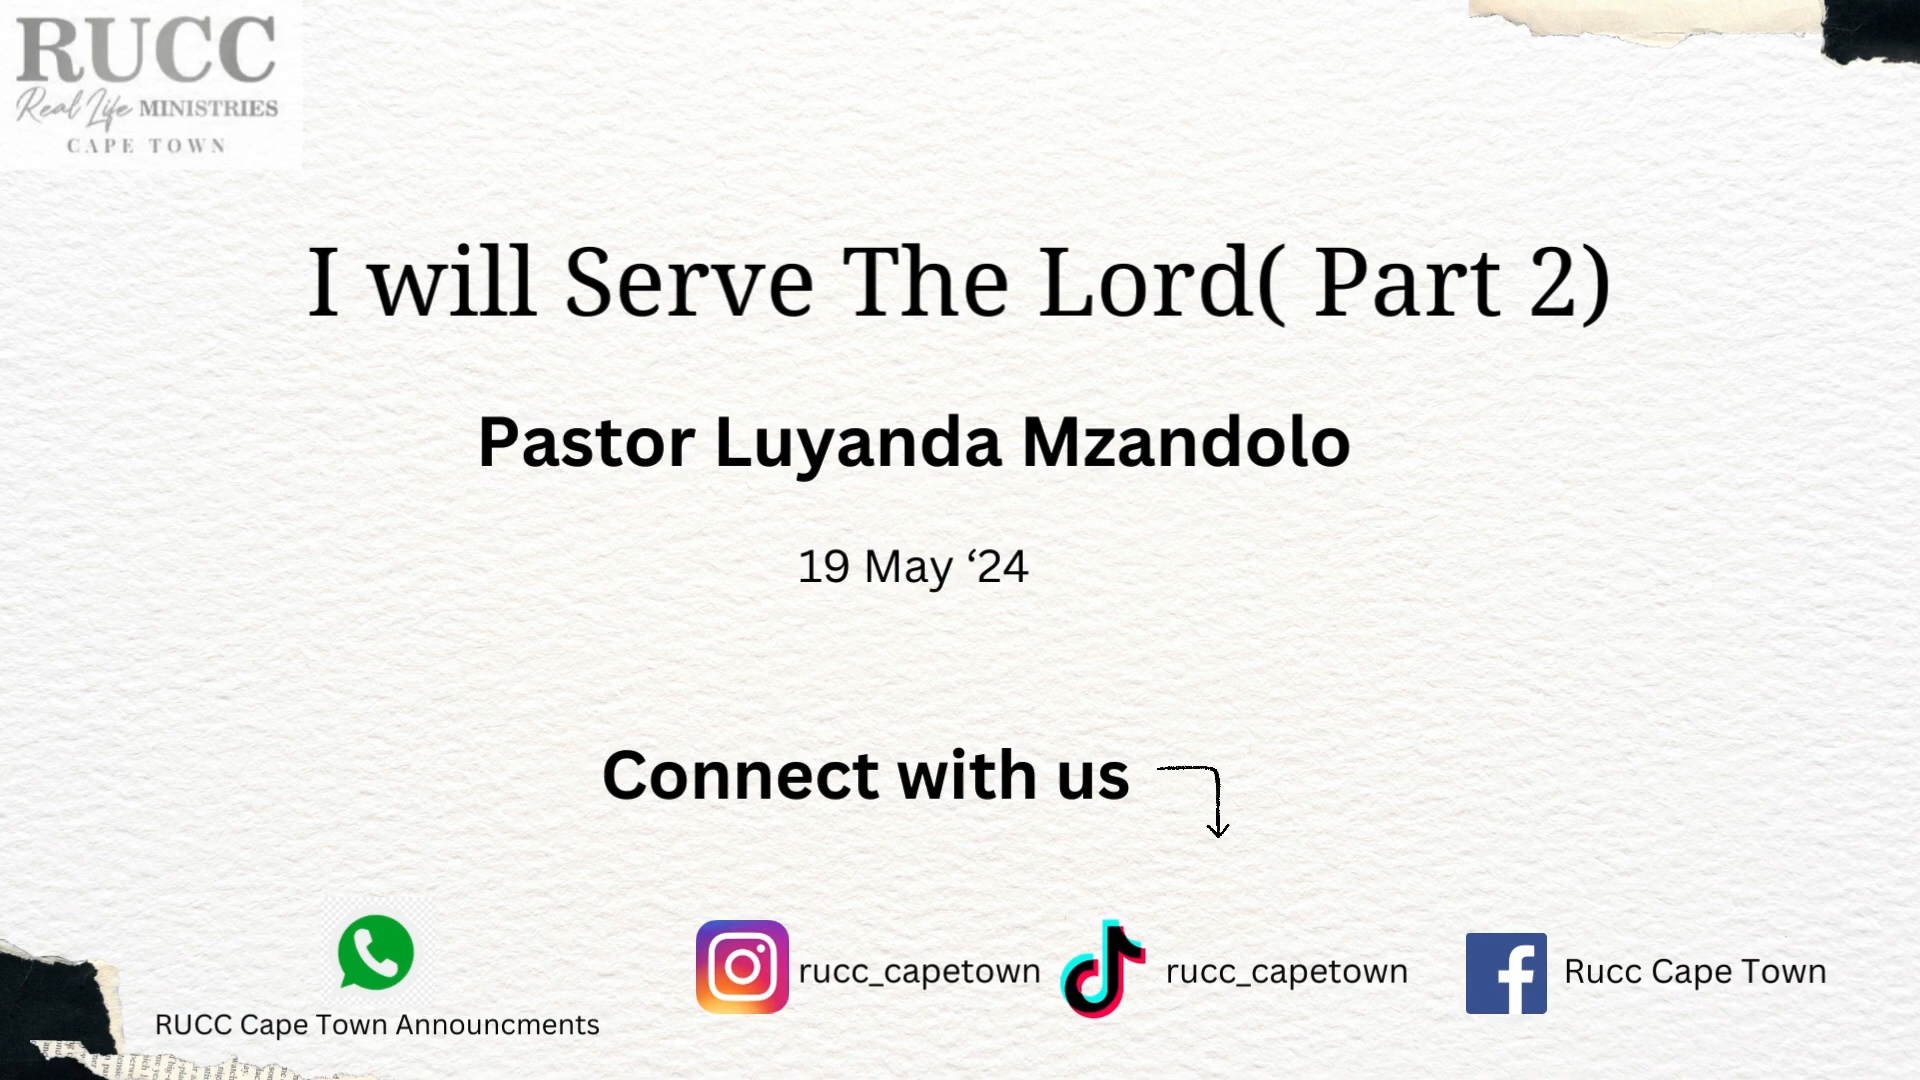 RUCC
Real Life MINISTRIES
CAPE TOWN
I will Serve The Lord( Part 2)
Pastor Luyanda Mzandolo
19 May ‘24
Connect with us
rucc_capetown
rucc_capetown
Rucc Cape Town
RUCC Cape Town Announcments